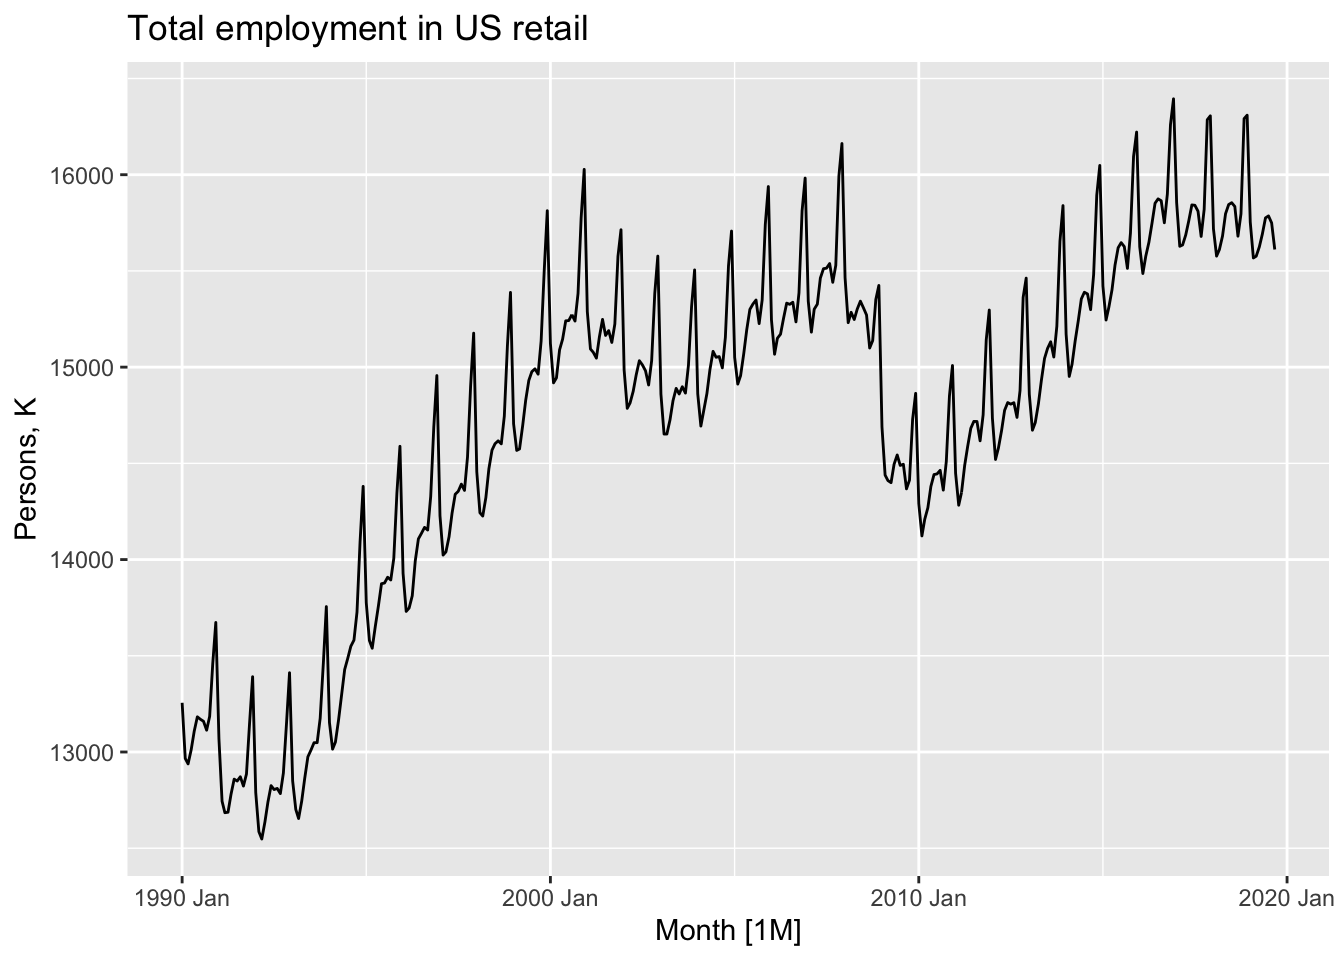 Total employment in US retail
Persons, K
16000
15000
14000
13000
1990 Jan
2000 Jan
2010 Jan
2020 Jan
Month [1M]